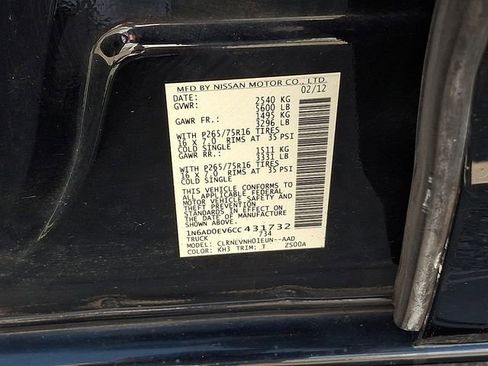 MFD BY NISSAN MOTOR CO., LTD.
DATE: 02/12
GVWR: 2540 KG
5600 LB
GAWR FR.: 1495 KG
3296 LB
WITH P265/75R16 TIRES
16 X 7.0 RIMS AT 35 PSI
COLD SINGLE
GAWR RR.: 1511 KG
3331 LB
WITH P265/75R16 TIRES
16 X 7.0 RIMS AT 35 PSI
COLD SINGLE
THIS VEHICLE CONFORMS TO
ALL APPLICABLE FEDERAL
MOTOR VEHICLE SAFETY AND
THEFT PREVENTION
STANDARDS IN EFFECT ON
THE DATE OF MANUFACTURE
SHOWN ABOVE.
1N6AD0EV6CC431732
TRUCK 734
MODEL: CLRNLVNH01EUN--AAD
COLOR: KH3 TRIM: T 2500A